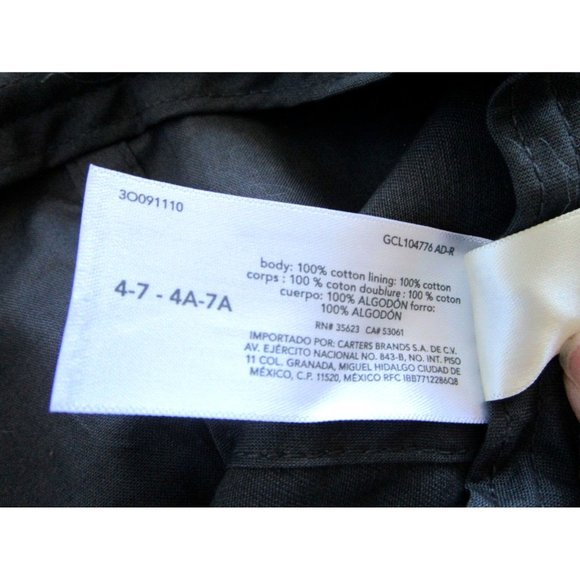 3O091110
GCL104776 AD-R
4-7 - 4A-7A
body: 100% cotton lining: 100% cotton
corps : 100 % coton doublure : 100 % coton
cuerpo: 100% ALGODÓN forro:
100% ALGODÓN
RN# 35623 CA# 53061
IMPORTADO POR: CARTERS BRANDS S.A. DE C.V.
AV. EJÉRCITO NACIONAL NO. 843-B, NO. INT. PISO
11 COL. GRANADA, MIGUEL HIDALGO CIUDAD DE
MÉXICO, C.P. 11520, MÉXICO RFC IBB7712286Q8